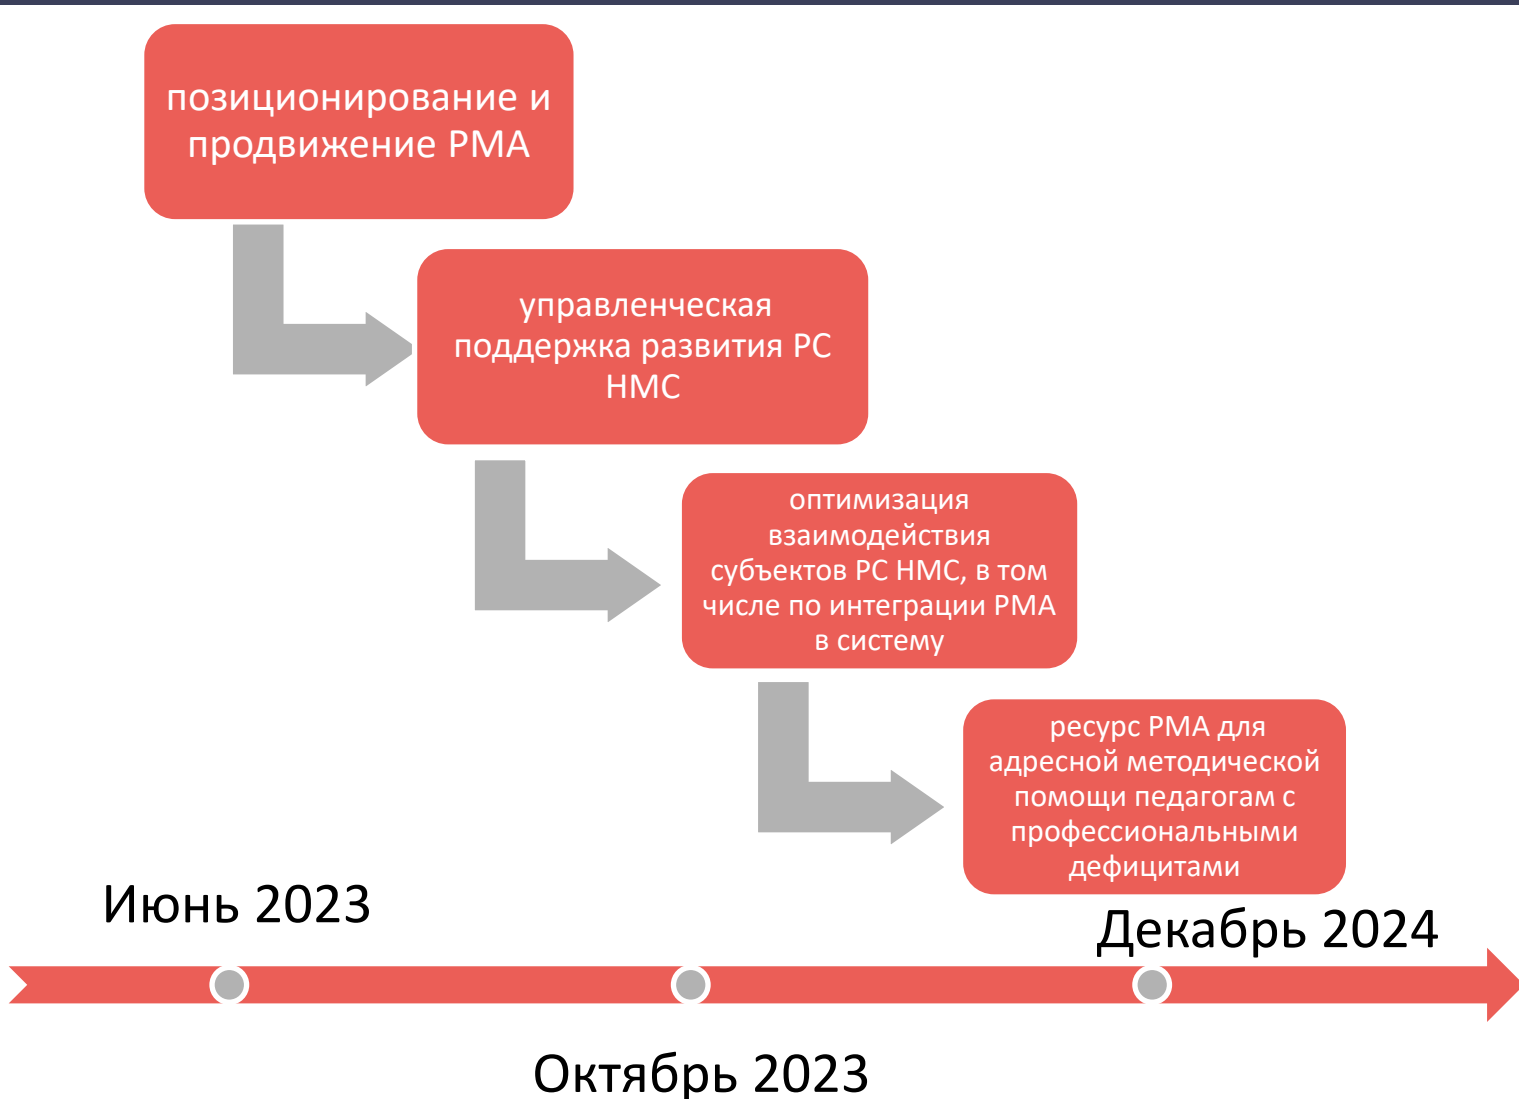 позиционирование и
продвижение РМА
управленческая
поддержка развития РС
НМС
оптимизация
взаимодействия
субъектов РС НМС, в том
числе по интеграции РМА
в систему
ресурс РМА для
адресной методической
помощи педагогам с
профессиональными
дефицитами
Июнь 2023
Декабрь 2024
Октябрь 2023